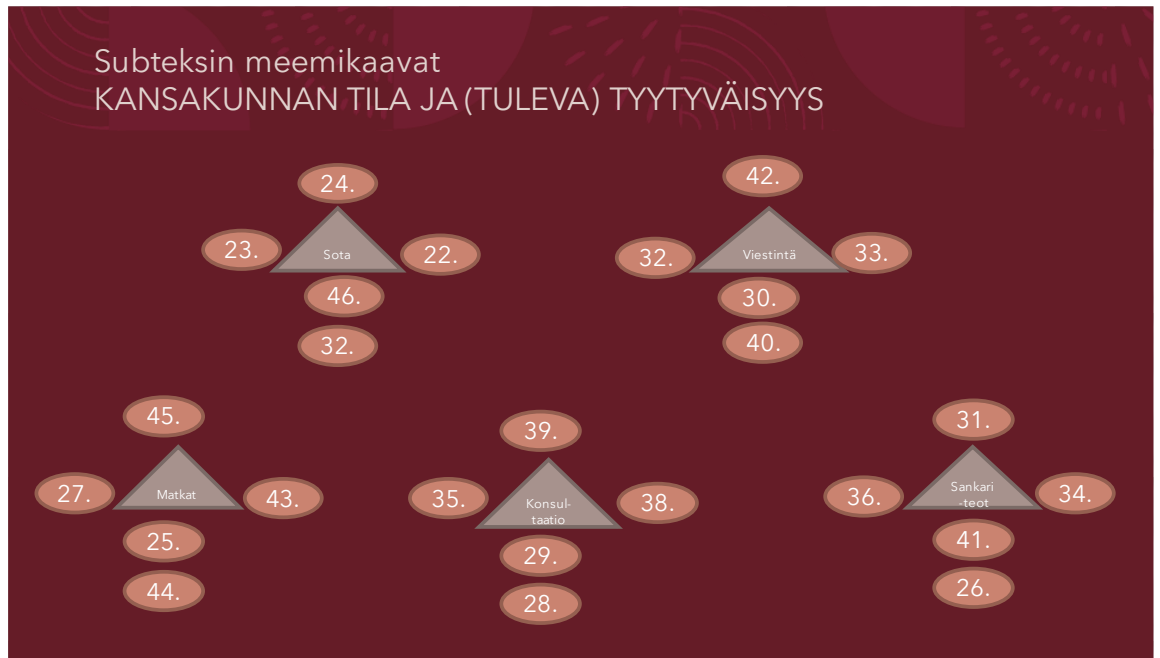 Subteksin meemikaavat
KANSAKUNNAN TILA JA (TULEVA) TYYTYVÄISYYS
24.
23.
Sota
22.
46.
32.
42.
32.
Viestintä
33.
30.
40.
45.
27.
Matkat
43.
25.
44.
39.
35.
Konsul-
taatio
38.
29.
28.
31.
36.
Sankari
-teot
34.
41.
26.